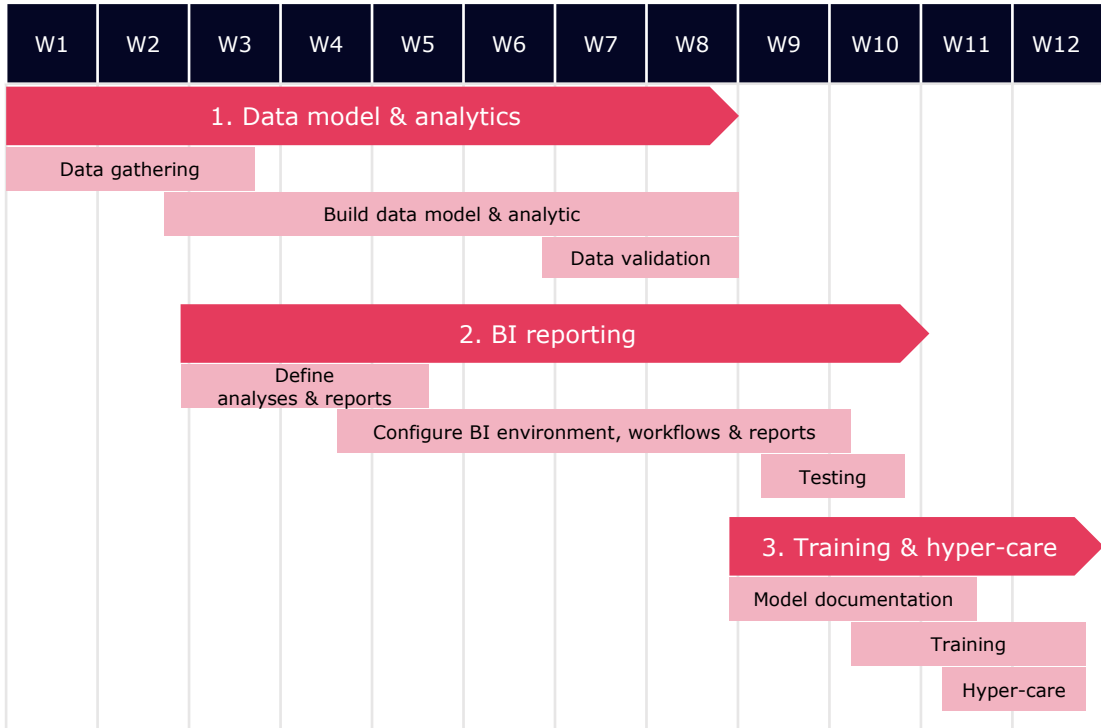 W1 W2 W3 W4 W5 W6 W7 W8 W9 W10 W11 W12
1. Data model & analytics
Data gathering
Build data model & analytic
Data validation
2. BI reporting
Define
analyses & reports
Configure BI environment, workflows & reports
Testing
3. Training & hyper-care
Model documentation
Training
Hyper-care